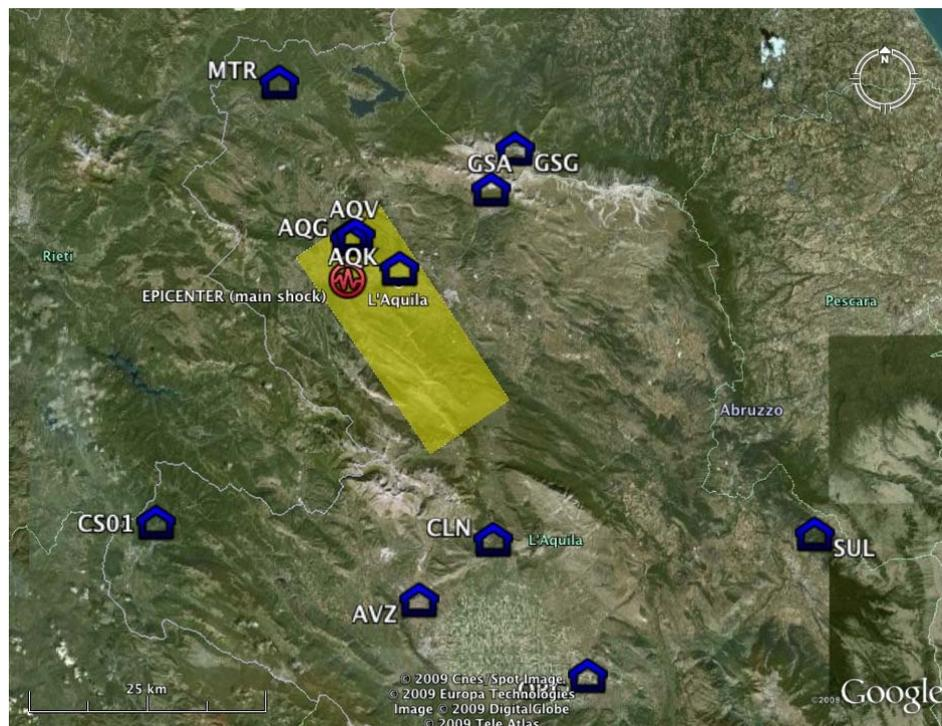 MTR
N
GSA
GSG
AQV
AQG
AQK
Rieti
EPICENTER (main shock)
L'Aquila
Pescara
Abruzzo
CS01
CLN
L'Aquila
SUL
AVZ
25 km
© 2009 Cnes/Spot Image
© 2009 Europa Technologies
Image © 2009 DigitalGlobe
© 2009 Tele Atlas
©2009 Google